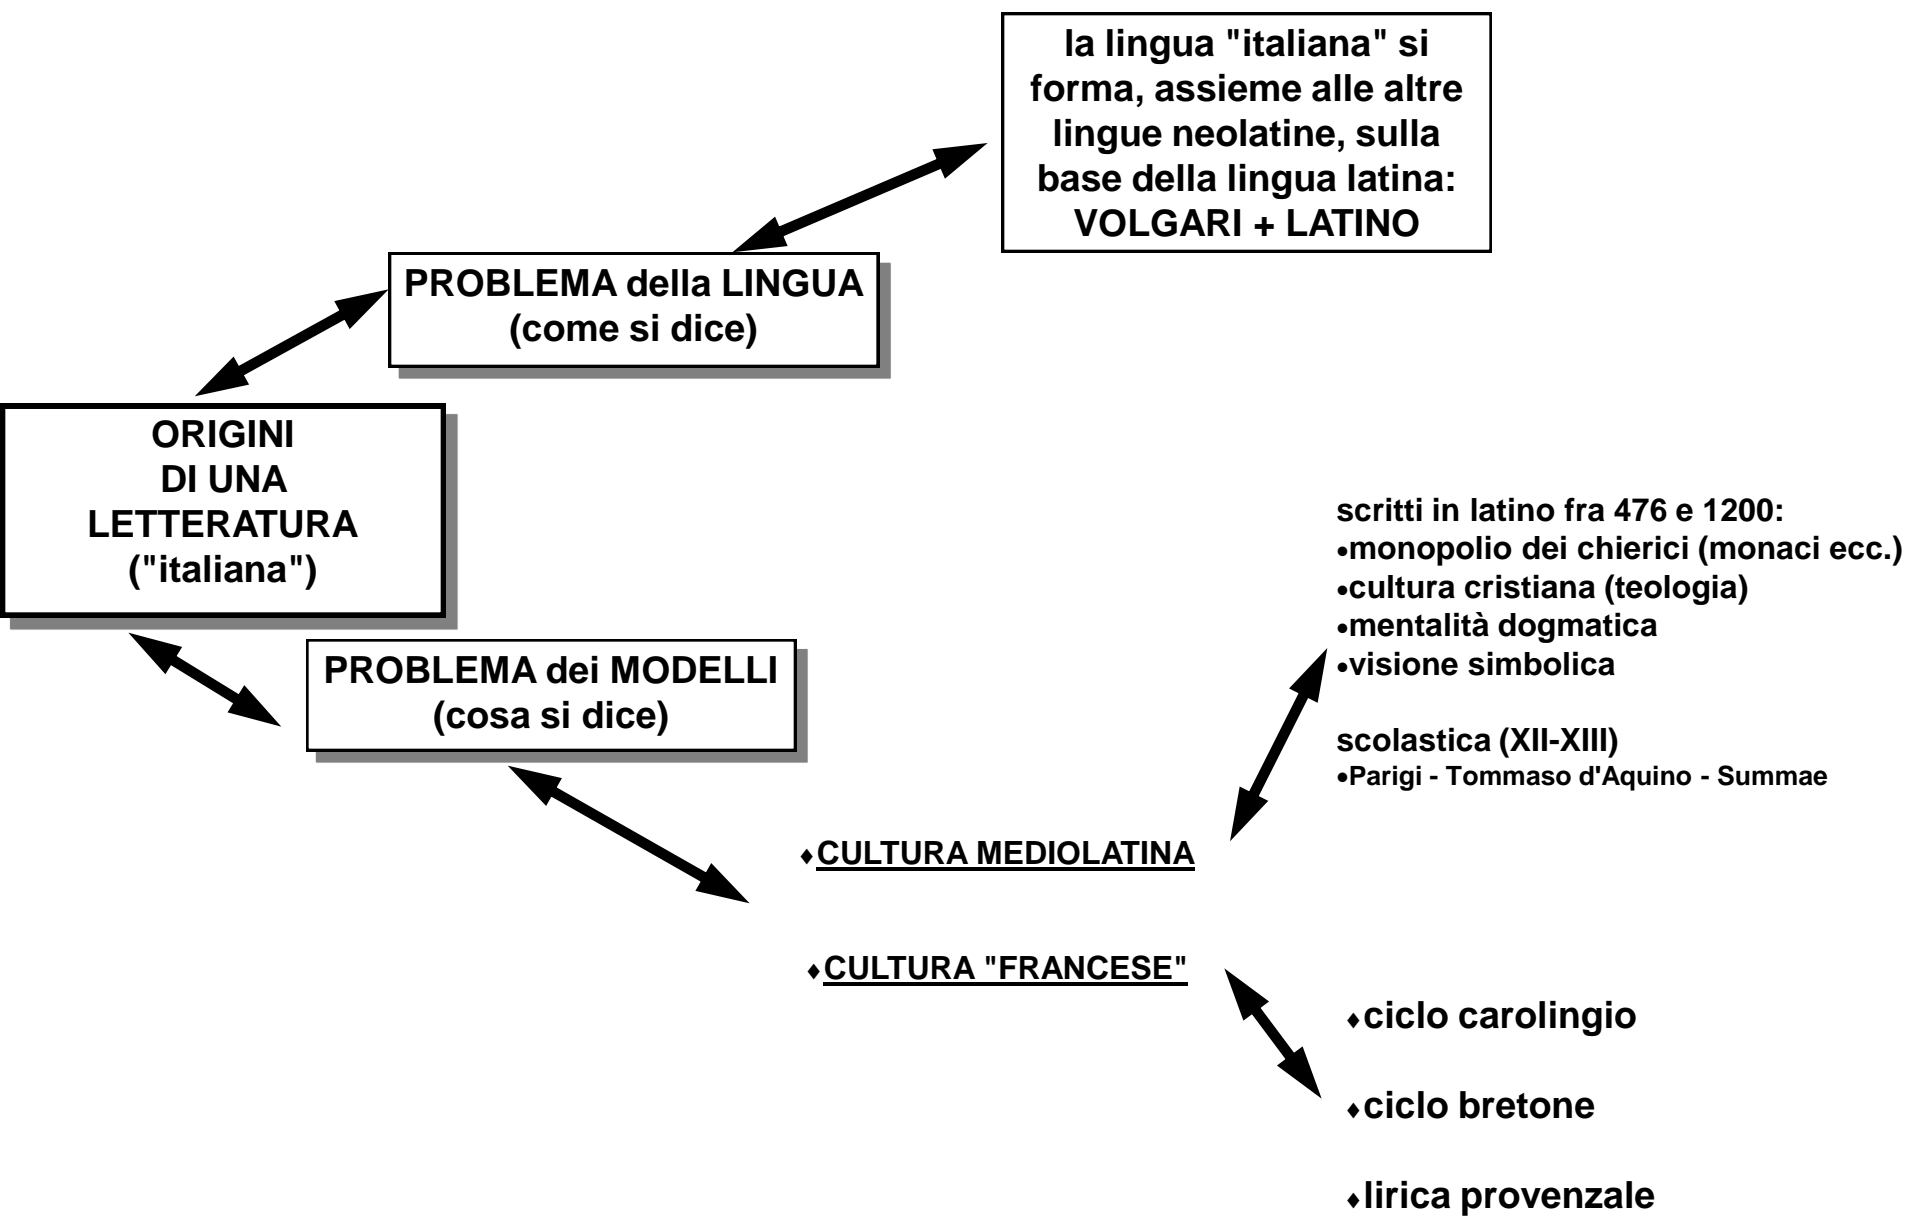 la lingua "italiana" si
forma, assieme alle altre
lingue neolatine, sulla
base della lingua latina:
VOLGARI + LATINO
PROBLEMA della LINGUA
(come si dice)
ORIGINI
DI UNA
LETTERATURA
("italiana")
PROBLEMA dei MODELLI
(cosa si dice)
scritti in latino fra 476 e 1200:
•monopolio dei chierici (monaci ecc.)
•cultura cristiana (teologia)
•mentalità dogmatica
•visione simbolica
scolastica (XII-XIII)
•Parigi - Tommaso d'Aquino - Summae
♦CULTURA MEDIOLATINA
♦CULTURA "FRANCESE"
♦ciclo carolingio
♦ciclo bretone
♦lirica provenzale